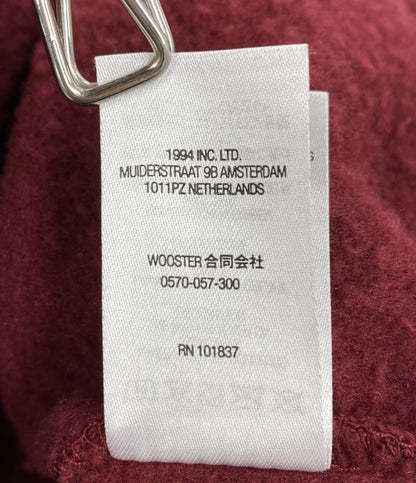 1994 INC. LTD.
MUIDERSTRAAT 9B AMSTERDAM
1011PZ NETHERLANDS
WOOSTER 合同会社
0570-057-300
RN 101837
S